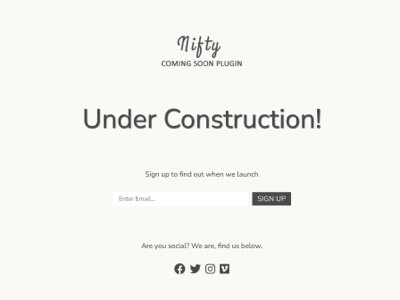 Nifty
COMING SOON PLUGIN
Under Construction!
Sign up to find out when we launch
Enter Email...
SIGN UP
Are you social? We are, find us below.